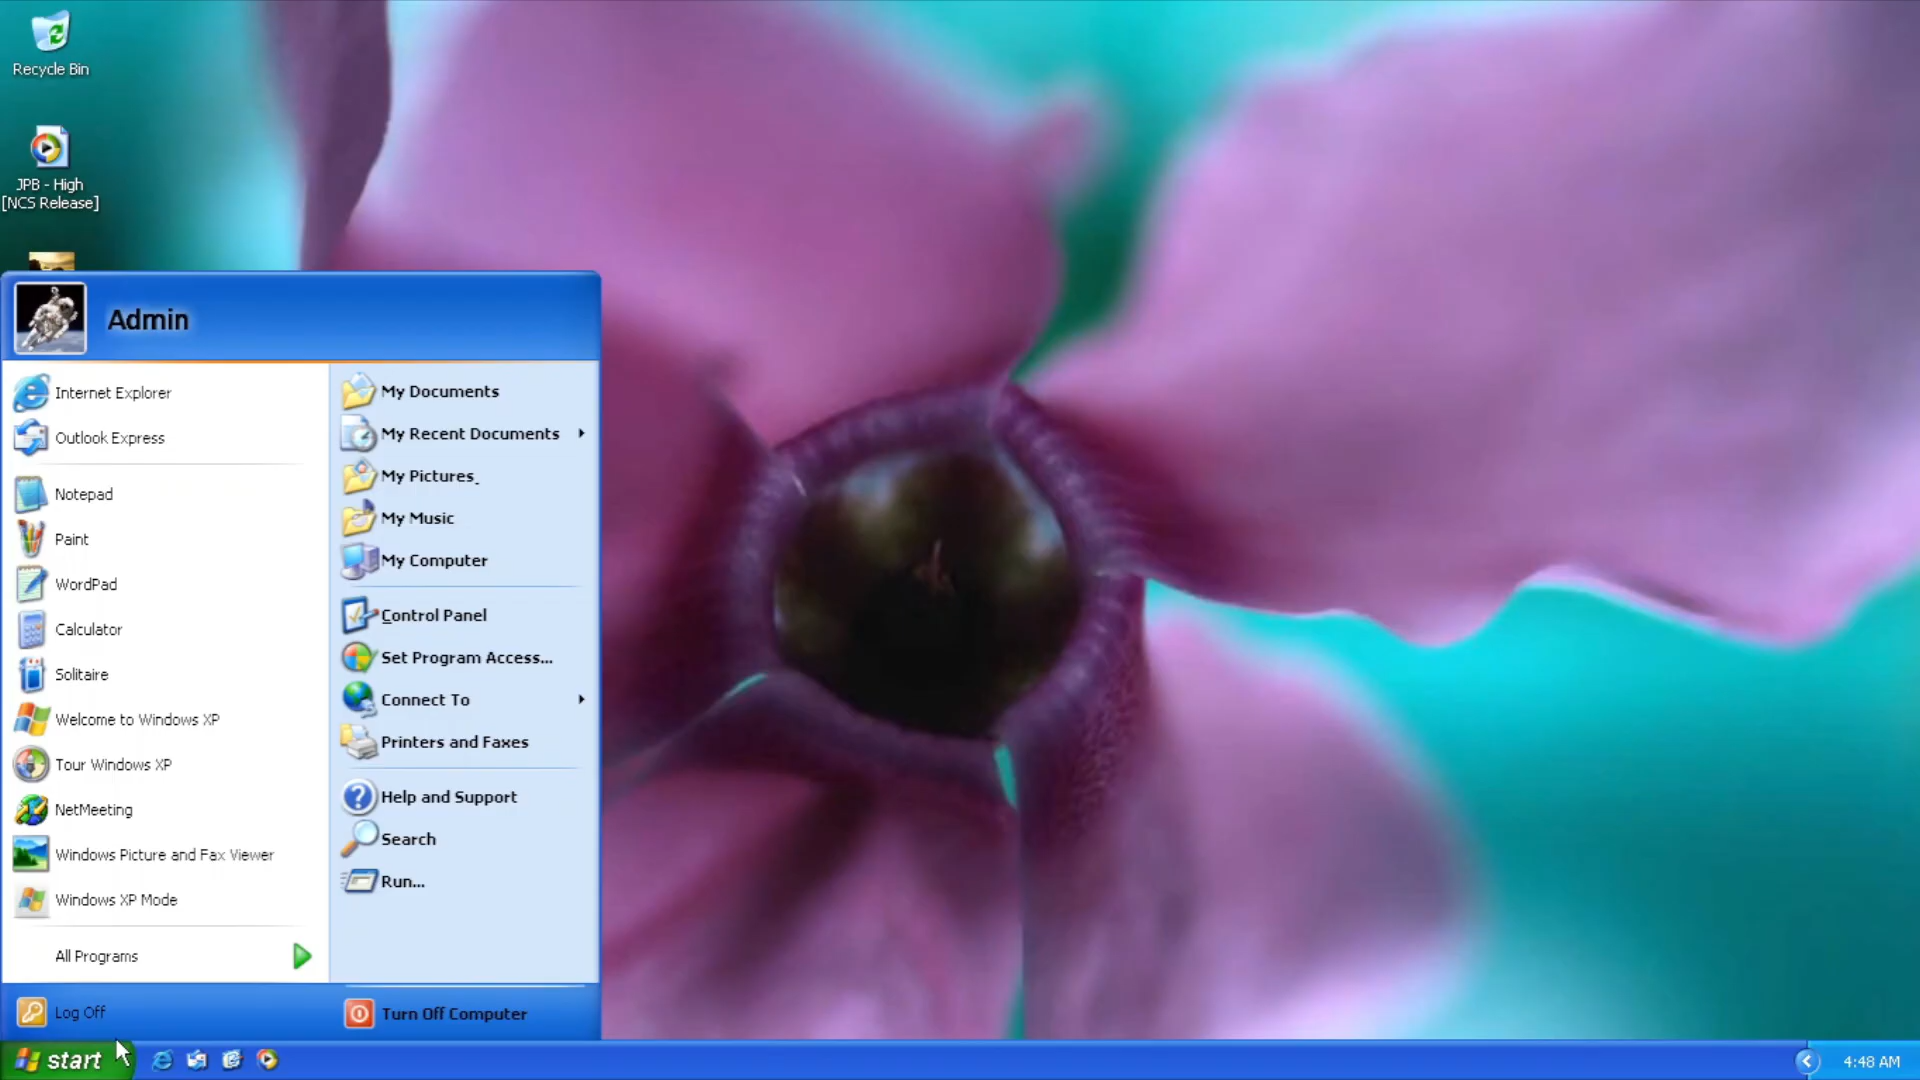 Recycle Bin
JPB - High
[NCS Release]
Admin
Internet Explorer
Outlook Express
Notepad
Paint
WordPad
Calculator
Solitaire
Welcome to Windows XP
Tour Windows XP
NetMeeting
Windows Picture and Fax Viewer
Windows XP Mode
All Programs
My Documents
My Recent Documents
My Pictures
My Music
My Computer
Control Panel
Set Program Access...
Connect To
Printers and Faxes
Help and Support
Search
Run...
Log Off
Turn Off Computer
start
4:48 AM